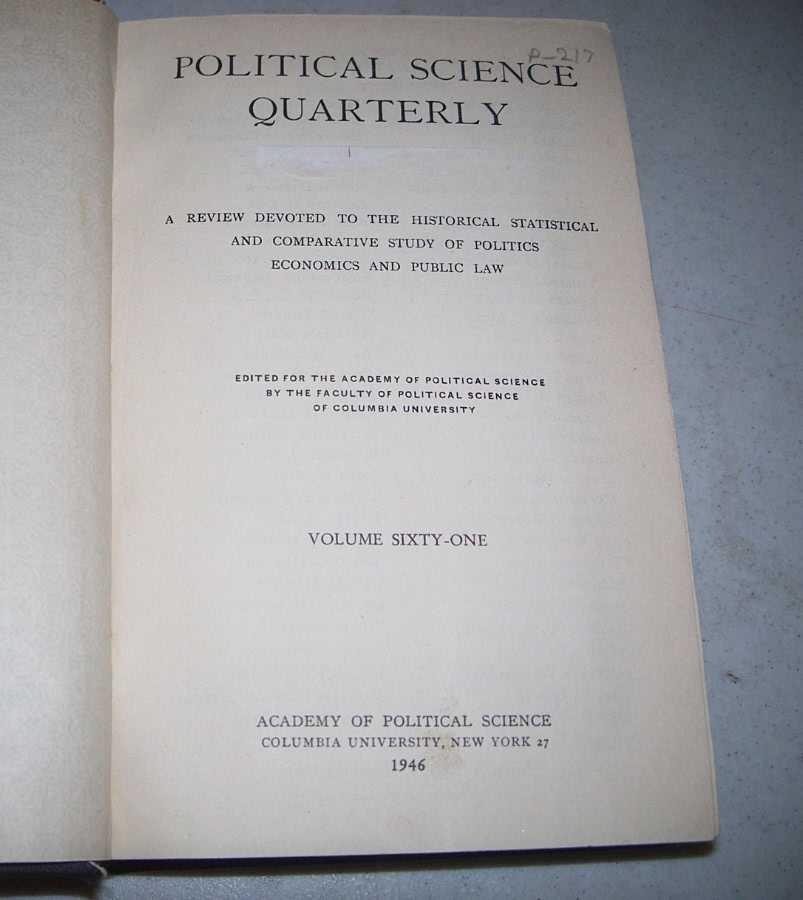 P-217
POLITICAL SCIENCE
QUARTERLY
A REVIEW DEVOTED TO THE HISTORICAL STATISTICAL
AND COMPARATIVE STUDY OF POLITICS
ECONOMICS AND PUBLIC LAW
EDITED FOR THE ACADEMY OF POLITICAL SCIENCE
BY THE FACULTY OF POLITICAL SCIENCE
OF COLUMBIA UNIVERSITY
VOLUME SIXTY-ONE
ACADEMY OF POLITICAL SCIENCE
COLUMBIA UNIVERSITY, NEW YORK 27
1946